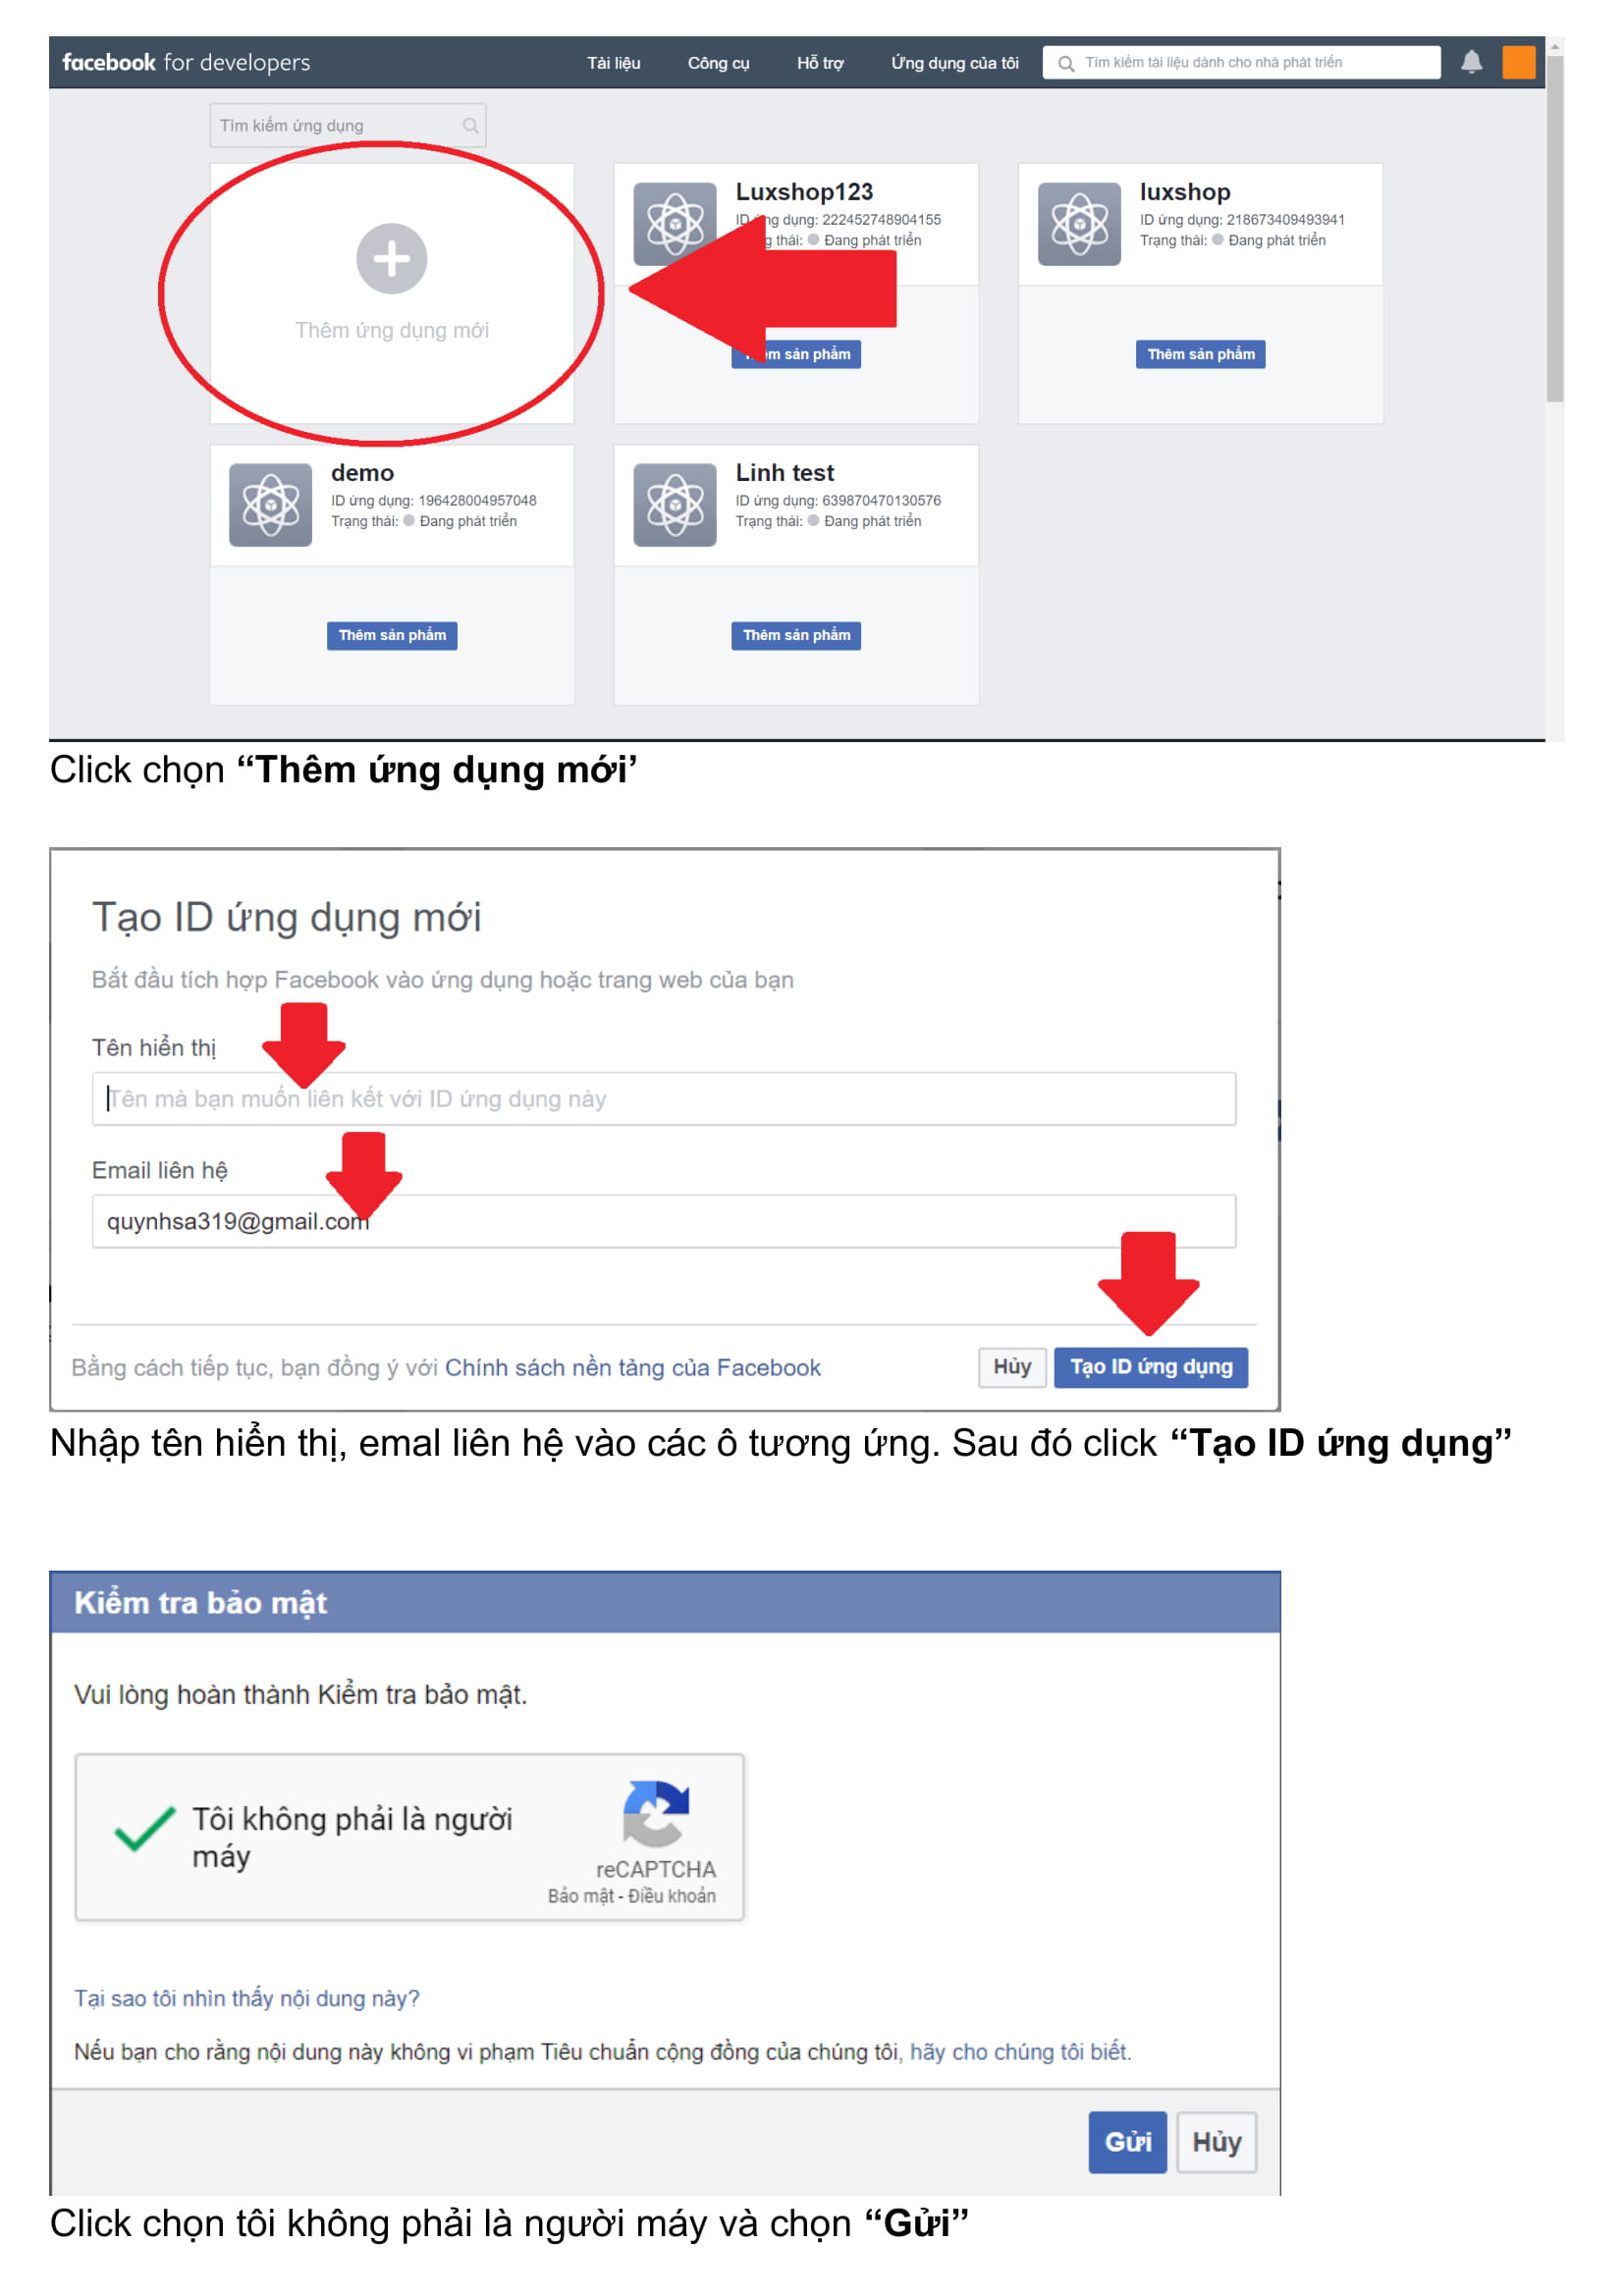 facebook for developers
Tài liệu
Công cụ
Hỗ trợ
Ứng dụng của tôi
Tìm kiếm tài liệu dành cho nhà phát triển
Tìm kiếm ứng dụng
Thêm ứng dụng mới
Luxshop123
ID ứng dụng: 222452748904155
thái: Đang phát triển
sản phẩm
luxshop
ID ứng dụng: 218673409493941
Trạng thái: Đang phát triển
Thêm sản phẩm
demo
ID ứng dụng: 196428004957048
Trạng thái: Đang phát triển
Thêm sản phẩm
Linh test
ID ứng dụng: 639870470130576
Trạng thái: Đang phát triển
Thêm sản phẩm
Click chọn “Thêm ứng dụng mới’
Tạo ID ứng dụng mới
Bắt đầu tích hợp Facebook vào ứng dụng hoặc trang web của bạn
Tên hiển thị
Tên mà bạn muốn liên kết với ID ứng dụng này
Email liên hệ
quynhsa319@gmail.com
Bằng cách tiếp tục, bạn đồng ý với Chính sách nền tảng của Facebook
Hủy
Tạo ID ứng dụng
Nhập tên hiển thị, emal liên hệ vào các ô tương ứng. Sau đó click “Tạo ID ứng dụng”
Kiểm tra bảo mật
Vui lòng hoàn thành Kiểm tra bảo mật.
Tôi không phải là người
máy
reCAPTCHA
Bảo mật - Điều khoản
Tại sao tôi nhìn thấy nội dung này?
Nếu bạn cho rằng nội dung này không vi phạm Tiêu chuẩn cộng đồng của chúng tôi, hãy cho chúng tôi biết.
Gửi
Hủy
Click chọn tôi không phải là người máy và chọn “Gửi”